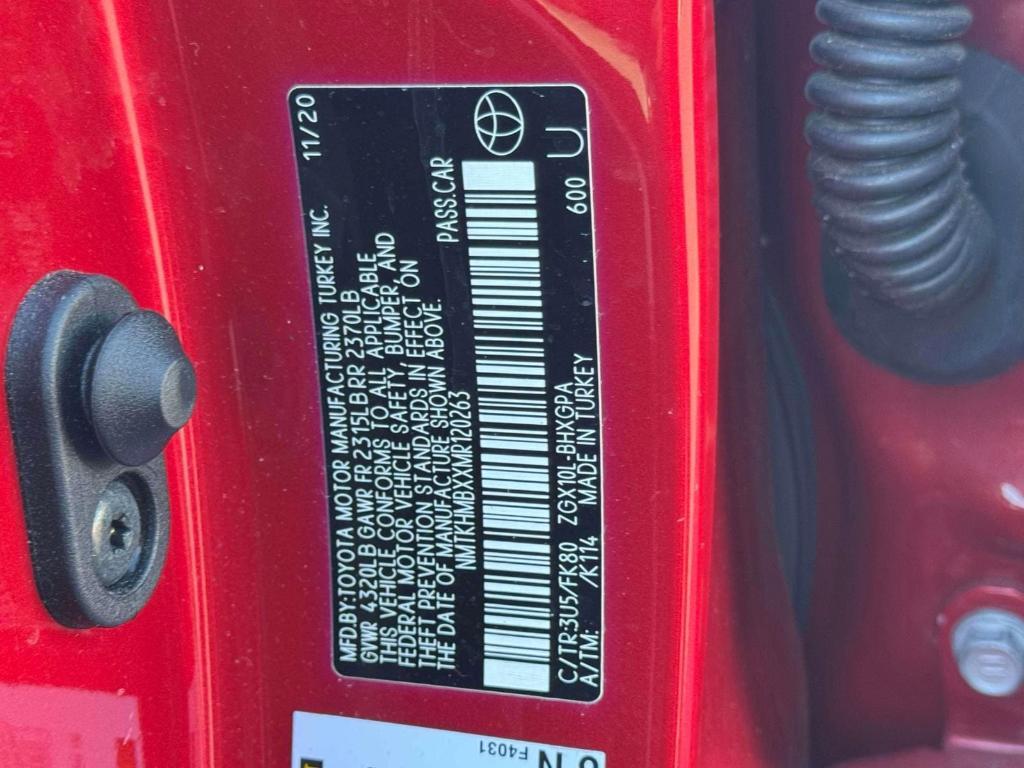 MFD.BY:TOYOTA MOTOR MANUFACTURING TURKEY INC. 11/20
GVWR 4320LB GAWR FR 2315LB RR 2370LB
THIS VEHICLE CONFORMS TO ALL APPLICABLE
FEDERAL MOTOR VEHICLE SAFETY, BUMPER, AND
THEFT PREVENTION STANDARDS IN EFFECT ON
THE DATE OF MANUFACTURE SHOWN ABOVE.
NMTKHMBXXMR120263 PASS.CAR
C/TR:3U5/FK80 ZGX10L-BHXGPA 600 U
A/TM: /K114 MADE IN TURKEY
F4031